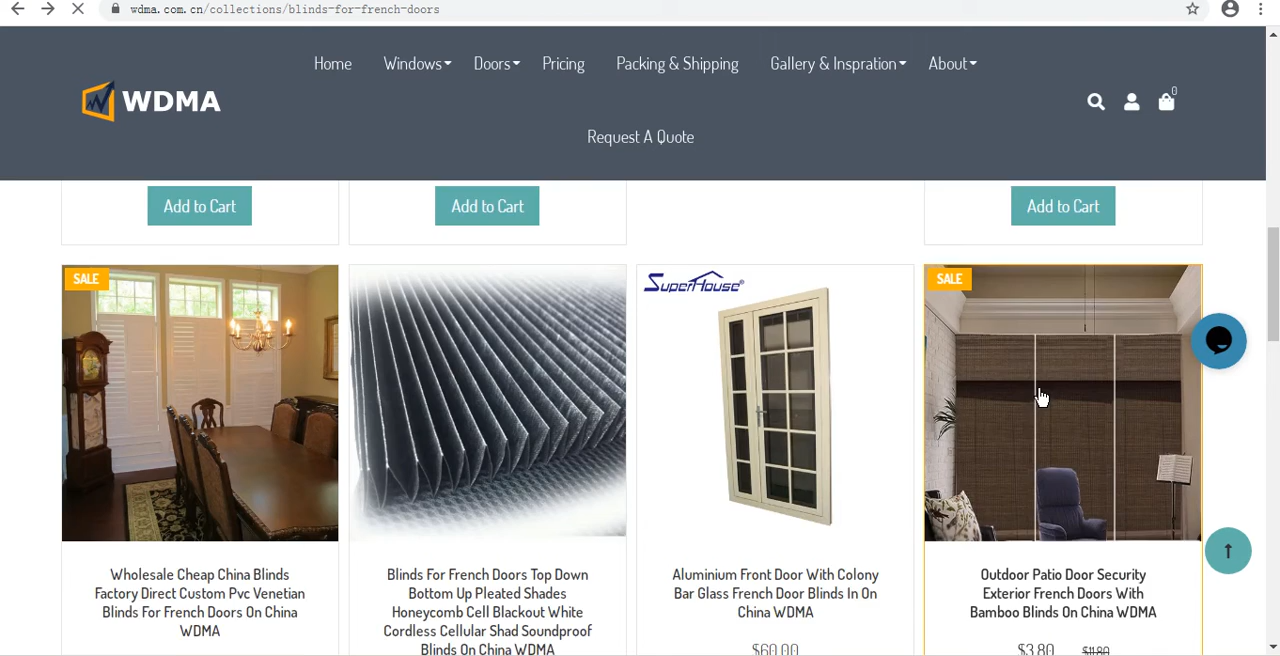 wdma.com.cn/collections/blinds-for-french-doors
Home Windows Doors Pricing Packing & Shipping Gallery & Inspration About
WDMA
0
Request A Quote
Add to Cart Add to Cart Add to Cart
SALE
SuperHouse®
SALE
Wholesale Cheap China Blinds
Factory Direct Custom Pvc Venetian
Blinds For French Doors On China
WDMA
Blinds For French Doors Top Down
Bottom Up Pleated Shades
Honeycomb Cell Blackout White
Cordless Cellular Shad Soundproof
Blinds On China WDMA
Aluminium Front Door With Colony
Bar Glass French Door Blinds In On
China WDMA
$60.00
Outdoor Patio Door Security
Exterior French Doors With
Bamboo Blinds On China WDMA
$3.80 $11.80